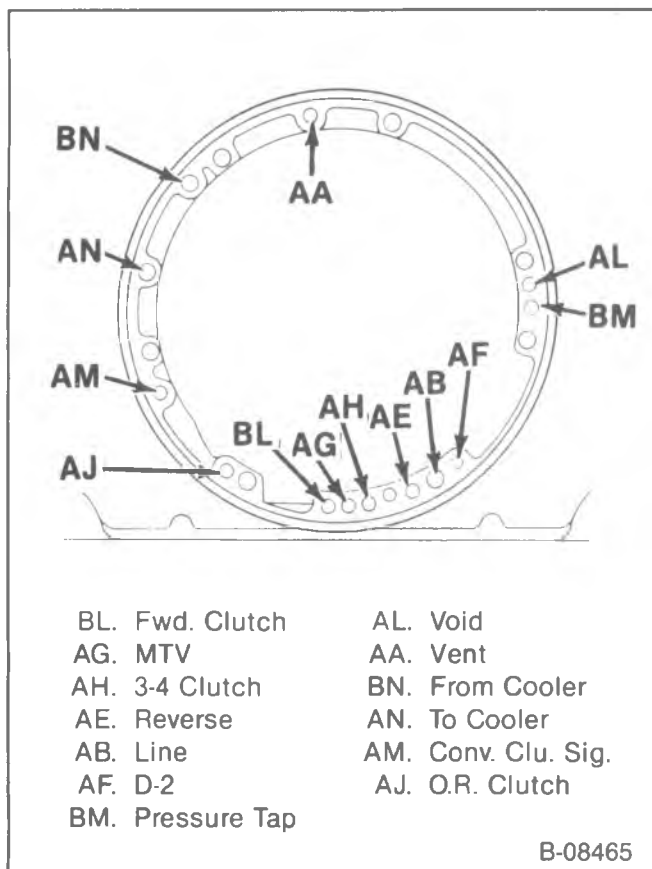 BN
AA
AN
AL
BM
AM
AF
AB
AH
AE
BL
AG
AJ
BL. Fwd. Clutch
AG. MTV
AH. 3-4 Clutch
AE. Reverse
AB. Line
AF. D-2
BM. Pressure Tap
AL. Void
AA. Vent
BN. From Cooler
AN. To Cooler
AM. Conv. Clu. Sig.
AJ. O.R. Clutch
B-08465